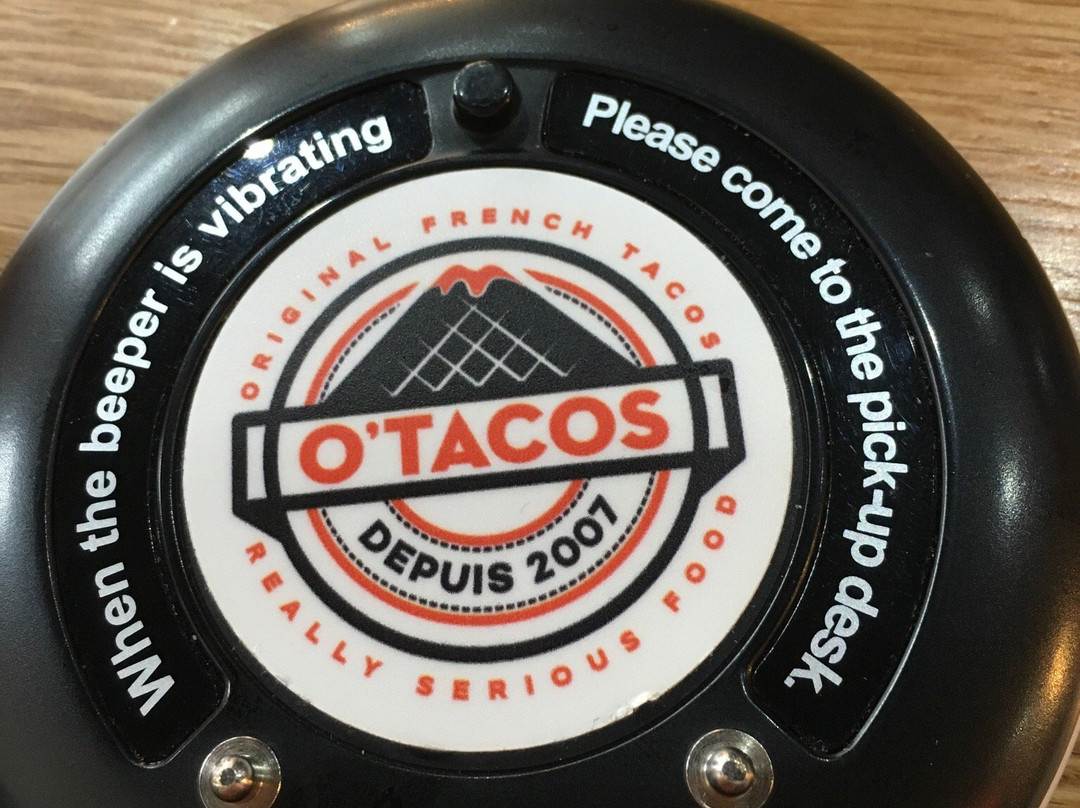 When the beeper is vibrating
Please come to the pick-up desk.
ORIGINAL FRENCH TACOS
O'TACOS
DEPUIS 2007
REALLY SERIOUS FOOD